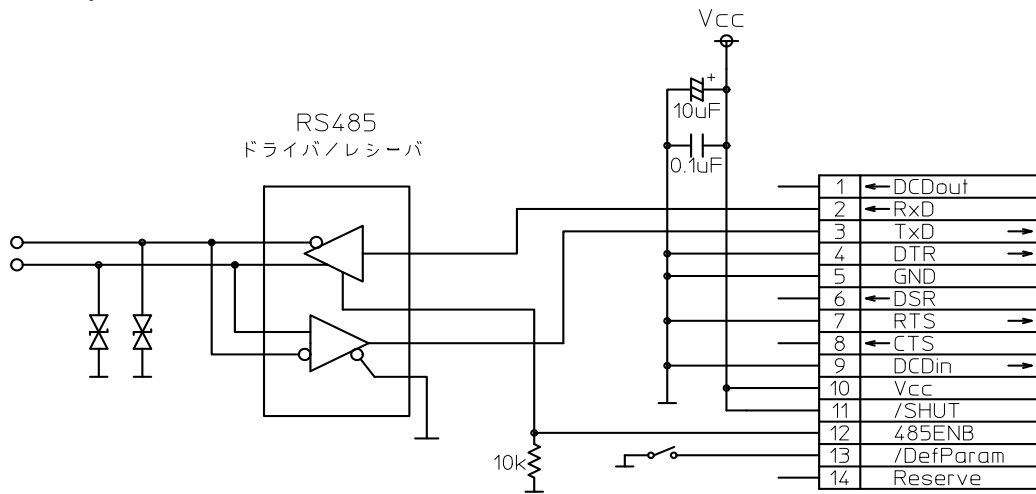 Vcc
+
10uF
RS485
ドライバ/レシーバ
0.1uF
1 DCDout
2 RxD
3 TxD
4 DTR
5 GND
6 DSR
7 RTS
8 CTS
9 DCDin
10 Vcc
11 /SHUT
12 485ENB
10k
13 /DefParam
14 Reserve